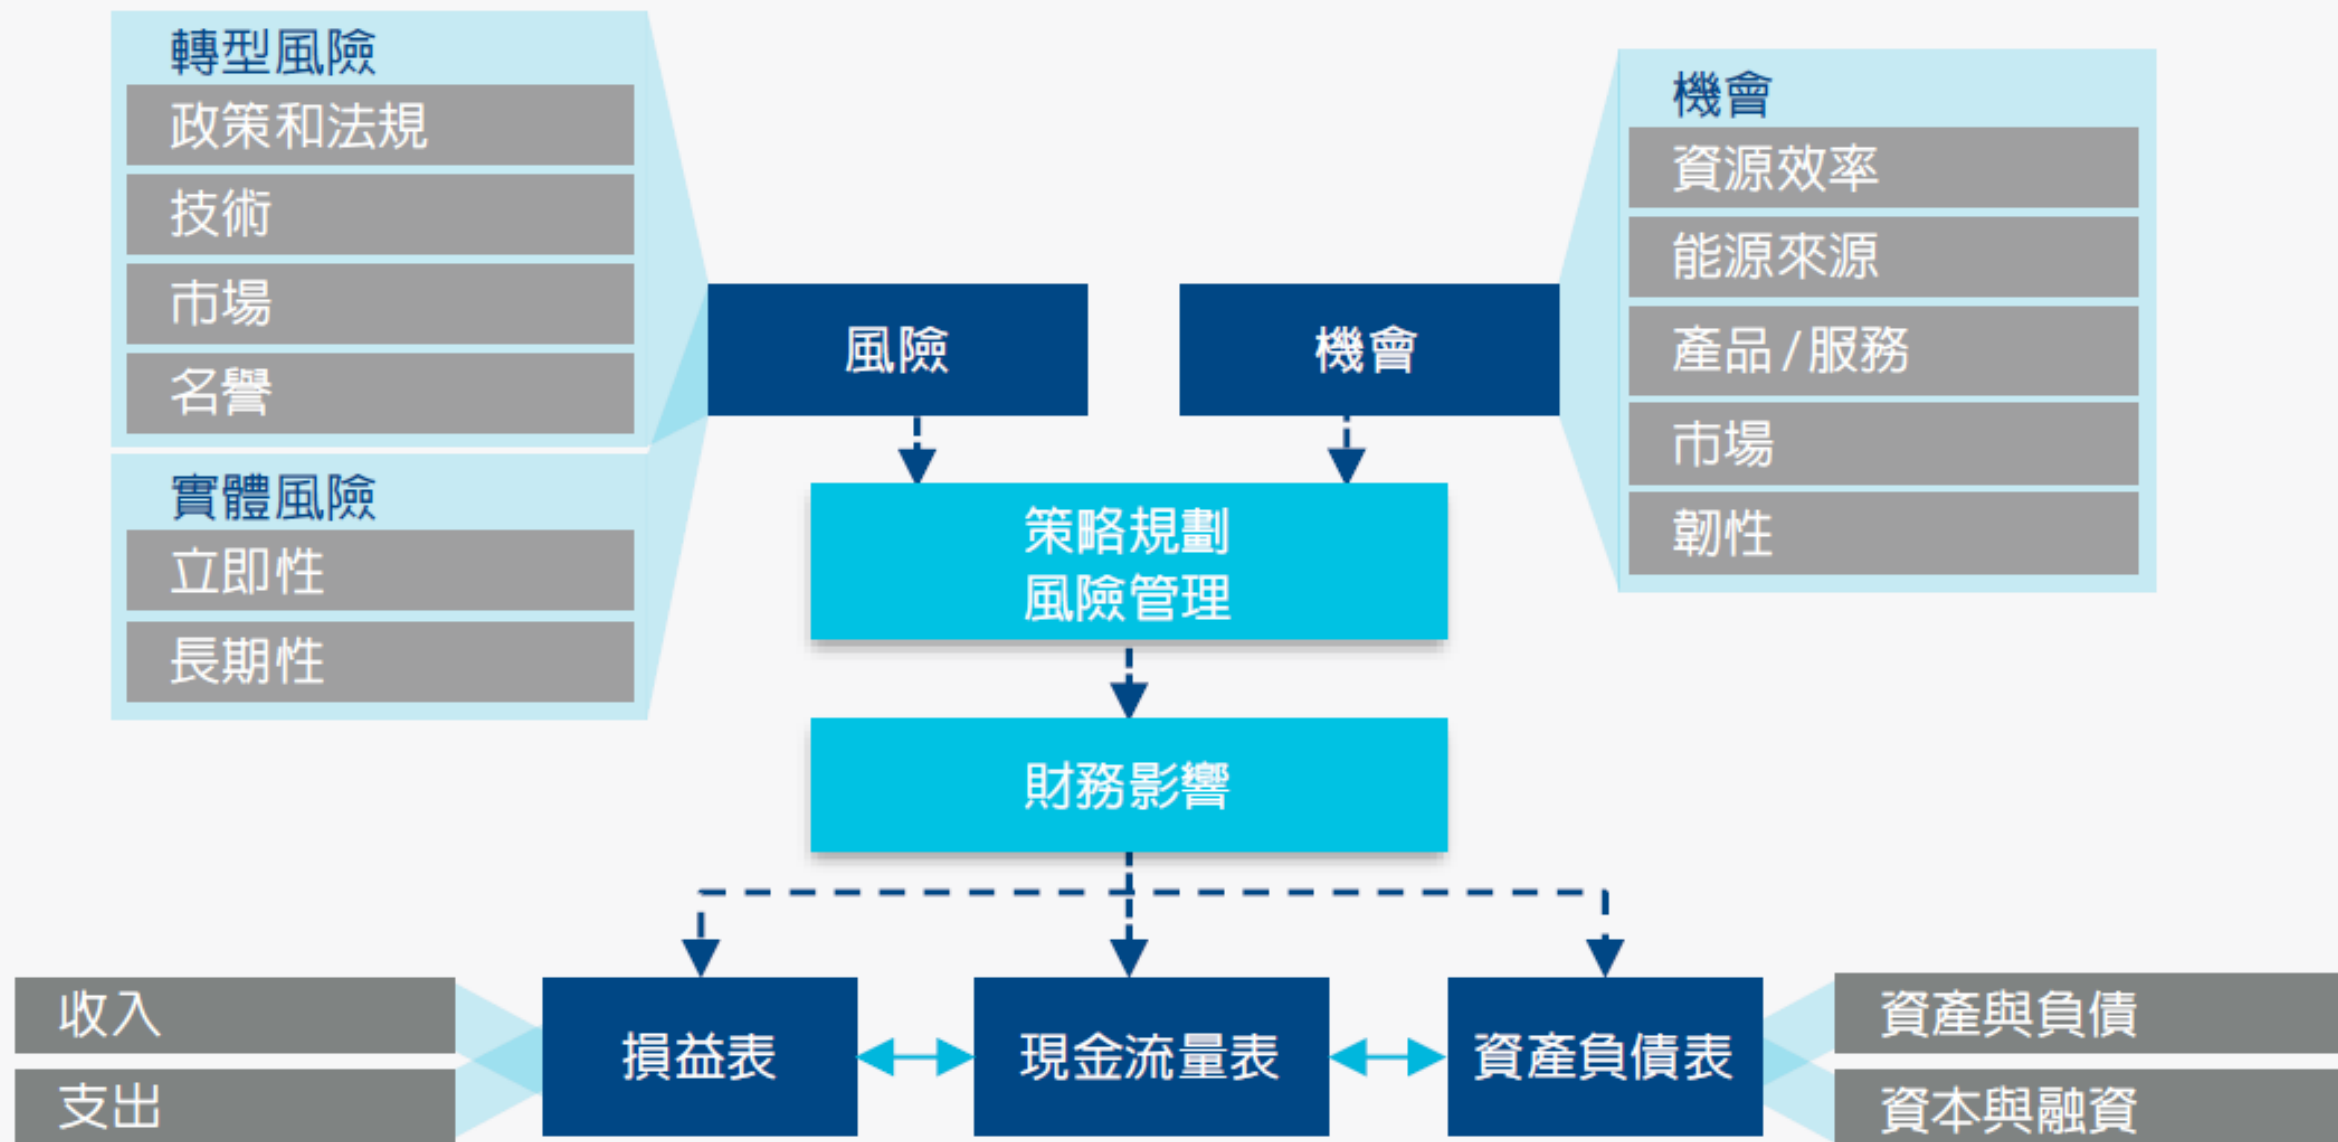 轉型風險
政策和法規
技術
市場
名譽
實體風險
立即性
長期性
風險
機會
機會
資源效率
能源來源
產品/服務
市場
韌性
策略規劃
風險管理
財務影響
收入
支出
損益表
現金流量表
資產負債表
資產與負債
資本與融資